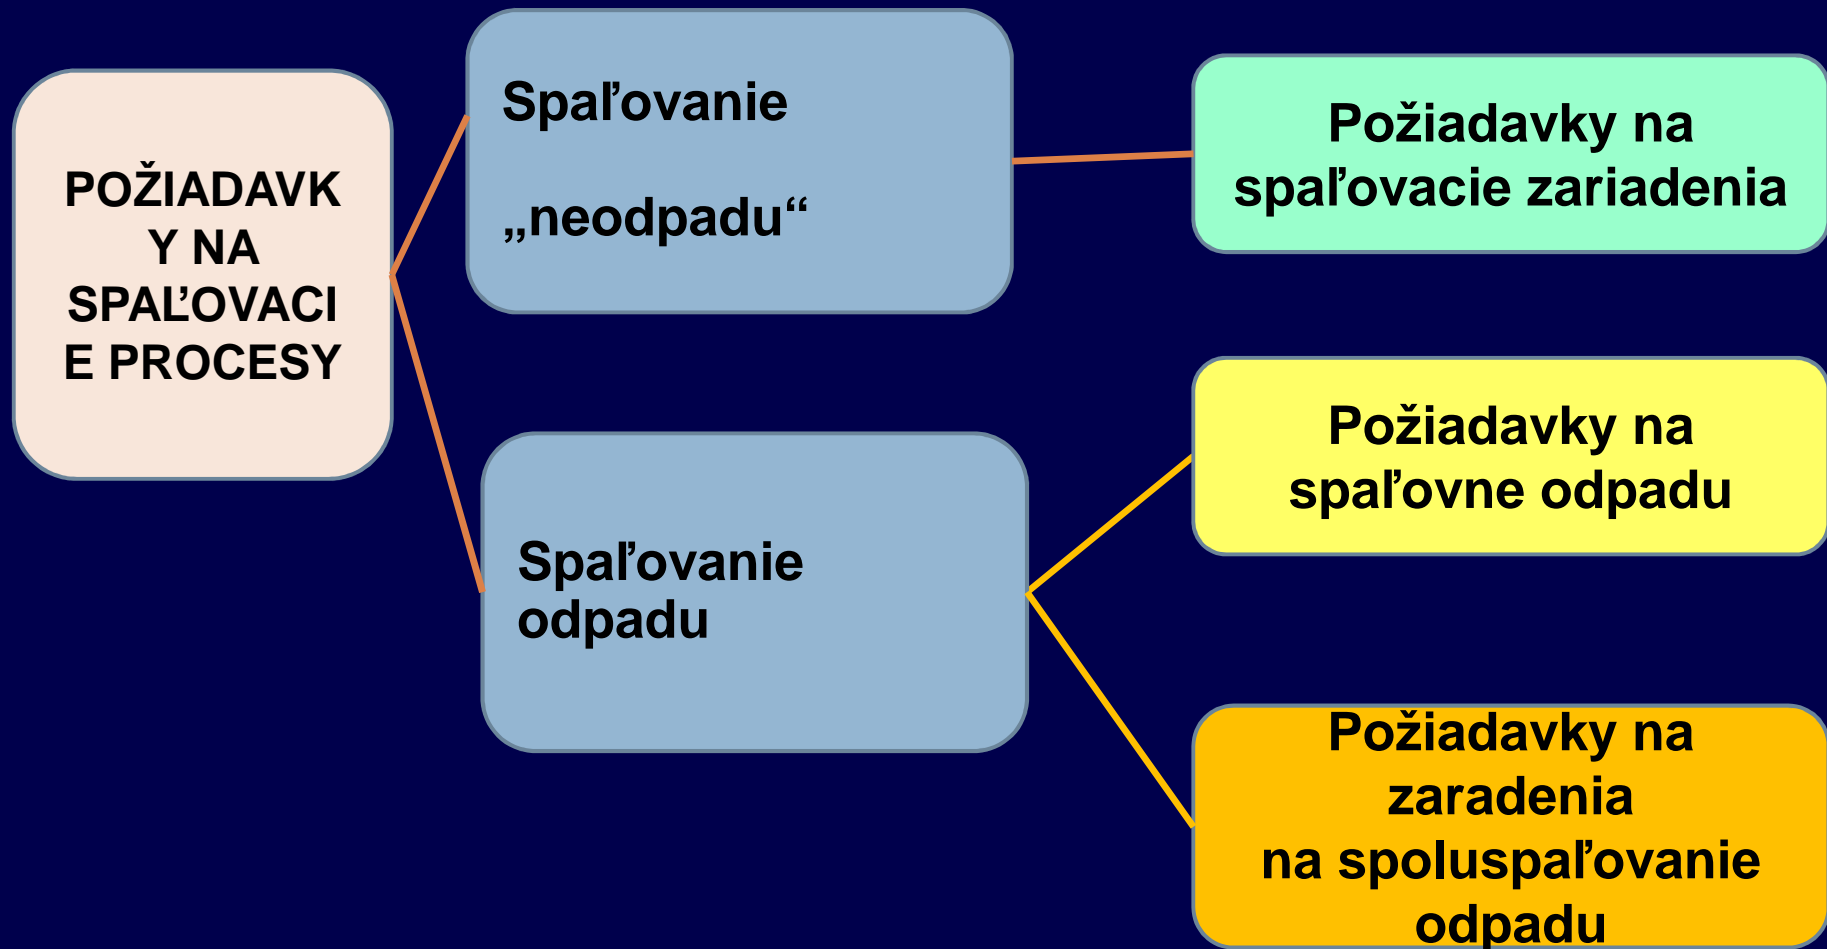 POŽIADAVK
Y NA
SPAĽOVACI
E PROCESY
Spaľovanie
„neodpadu“
Požiadavky na
spaľovacie zariadenia
Spaľovanie
odpadu
Požiadavky na
spaľovne odpadu
Požiadavky na
zaradenia
na spoluspaľovanie
odpadu